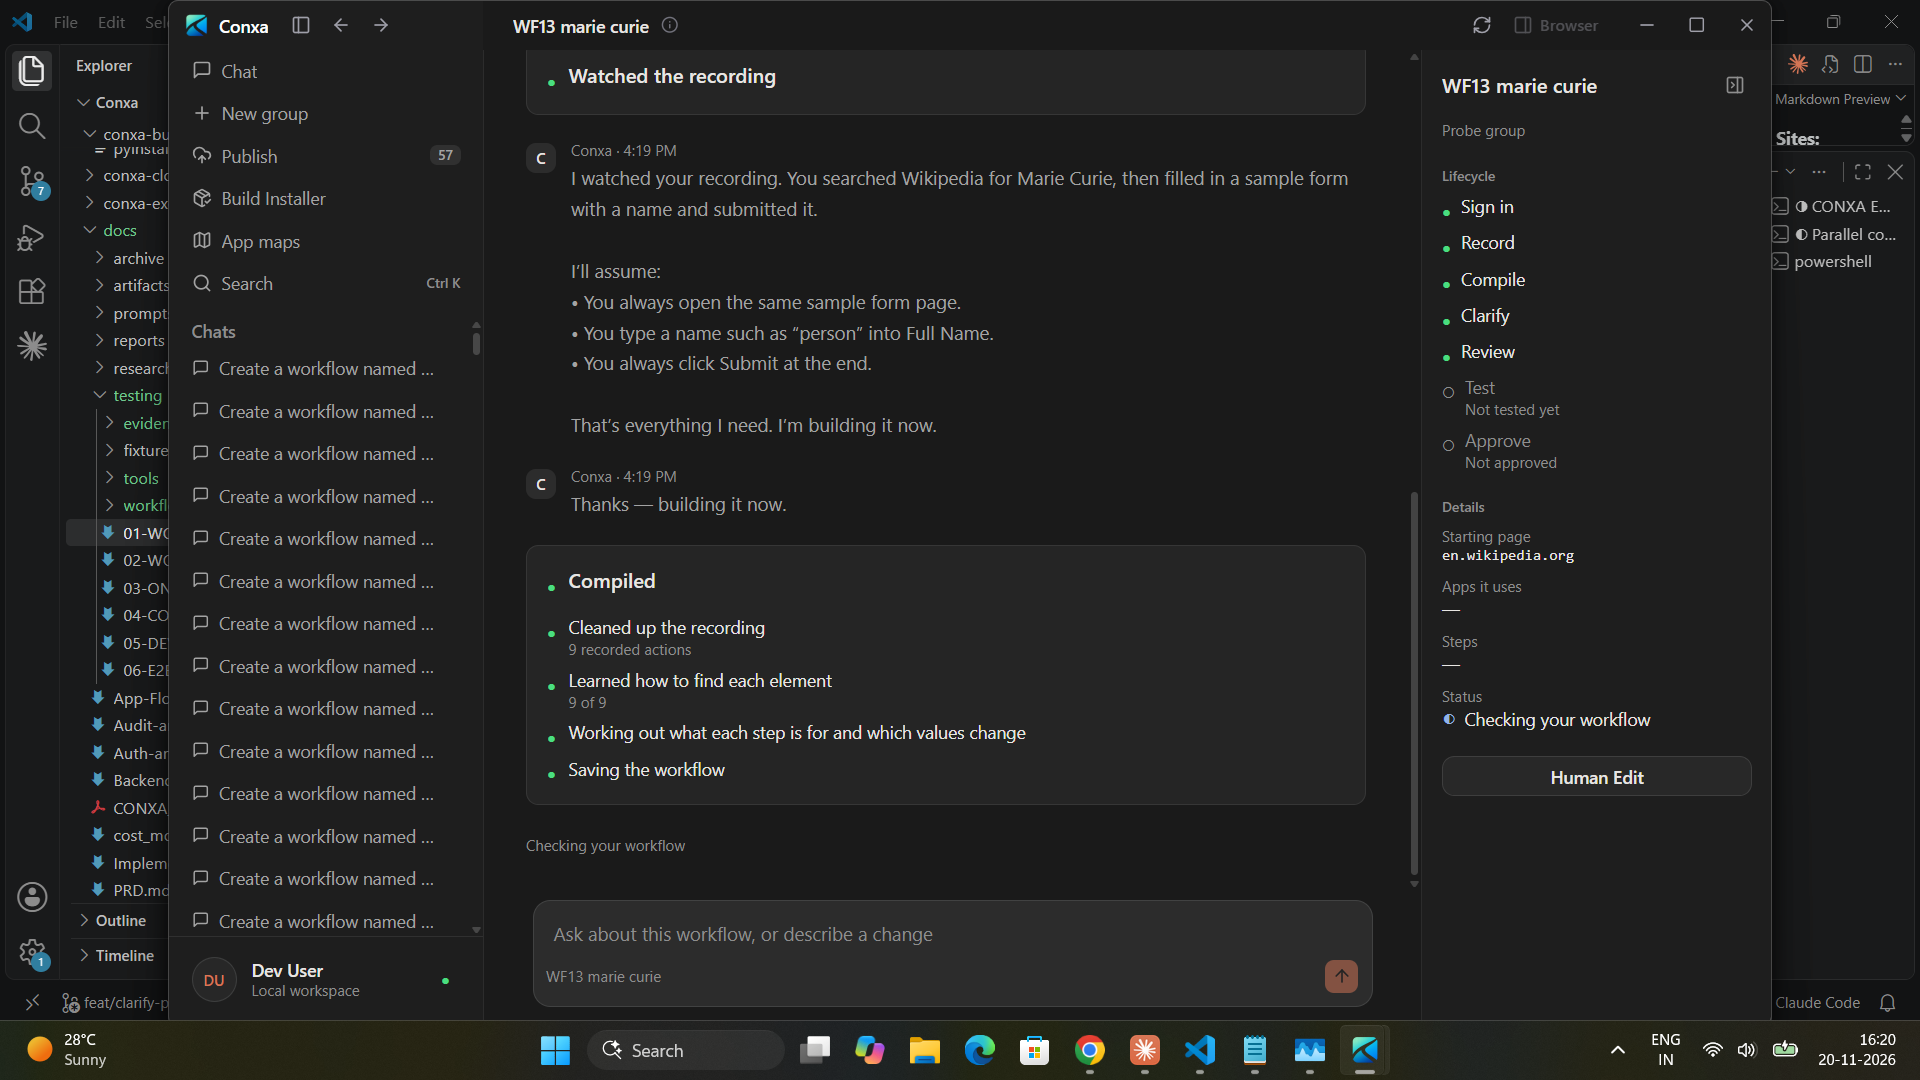 File
Edit
Explorer
Conxa
docs
archive
reports
testing
tools
7
1
Outline
Timeline
Conxa
Chat
New group
Publish
57
Build Installer
App maps
Search
Ctrl K
Chats
Create a workflow named ...
Create a workflow named ...
Create a workflow named ...
Create a workflow named ...
Create a workflow named ...
Create a workflow named ...
Create a workflow named ...
Create a workflow named ...
Create a workflow named ...
Create a workflow named ...
Create a workflow named ...
Create a workflow named ...
Create a workflow named ...
Create a workflow named ...
DU
Dev User
Local workspace
WF13 marie curie
Browser
Watched the recording
C
Conxa · 4:19 PM
I watched your recording. You searched Wikipedia for Marie Curie, then filled in a sample form
with a name and submitted it.
I’ll assume:
• You always open the same sample form page.
• You type a name such as “person” into Full Name.
• You always click Submit at the end.
That’s everything I need. I’m building it now.
C
Conxa · 4:19 PM
Thanks — building it now.
Compiled
Cleaned up the recording
9 recorded actions
Learned how to find each element
9 of 9
Working out what each step is for and which values change
Saving the workflow
Checking your workflow
Ask about this workflow, or describe a change
WF13 marie curie
WF13 marie curie
Probe group
Lifecycle
Sign in
Record
Compile
Clarify
Review
Test
Not tested yet
Approve
Not approved
Details
Starting page
en.wikipedia.org
Apps it uses
—
Steps
—
Status
Checking your workflow
Human Edit
Markdown Preview
Sites:
CONXA E...
Parallel co...
powershell
Claude Code
28°C
Sunny
Search
ENG
IN
16:20
20-11-2026